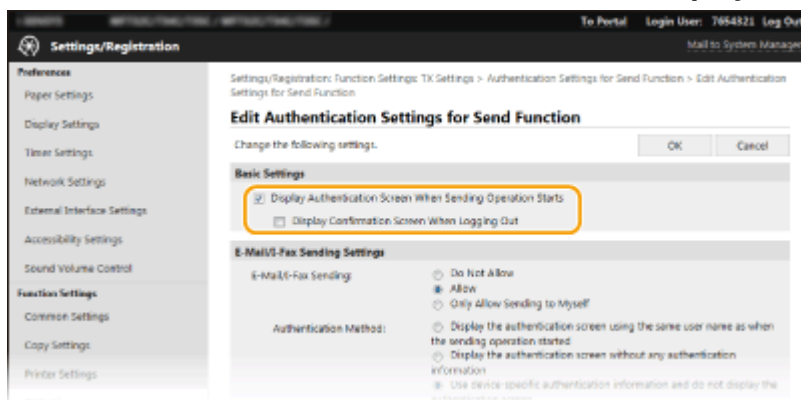 To Portal Login User: 7654321 Log Out
Settings/Registration
Mail to System Manager
Preferences
Paper Settings
Display Settings
Timer Settings
Network Settings
External Interface Settings
Accessibility Settings
Sound Volume Control
Function Settings
Common Settings
Copy Settings
Printer Settings
Settings/Registration: Function Settings: TX Settings > Authentication Settings for Send Function > Edit Authentication
Settings for Send Function
Edit Authentication Settings for Send Function
Change the following settings.
OK Cancel
Basic Settings
Display Authentication Screen When Sending Operation Starts
Display Confirmation Screen When Logging Out
E-Mail/I-Fax Sending Settings
E-Mail/I-Fax Sending:
Do Not Allow
Allow
Only Allow Sending to Myself
Authentication Method:
Display the authentication screen using the same user name as when
the sending operation started
Display the authentication screen without any authentication
information
Use device-specific authentication information and do not display the
authentication screen